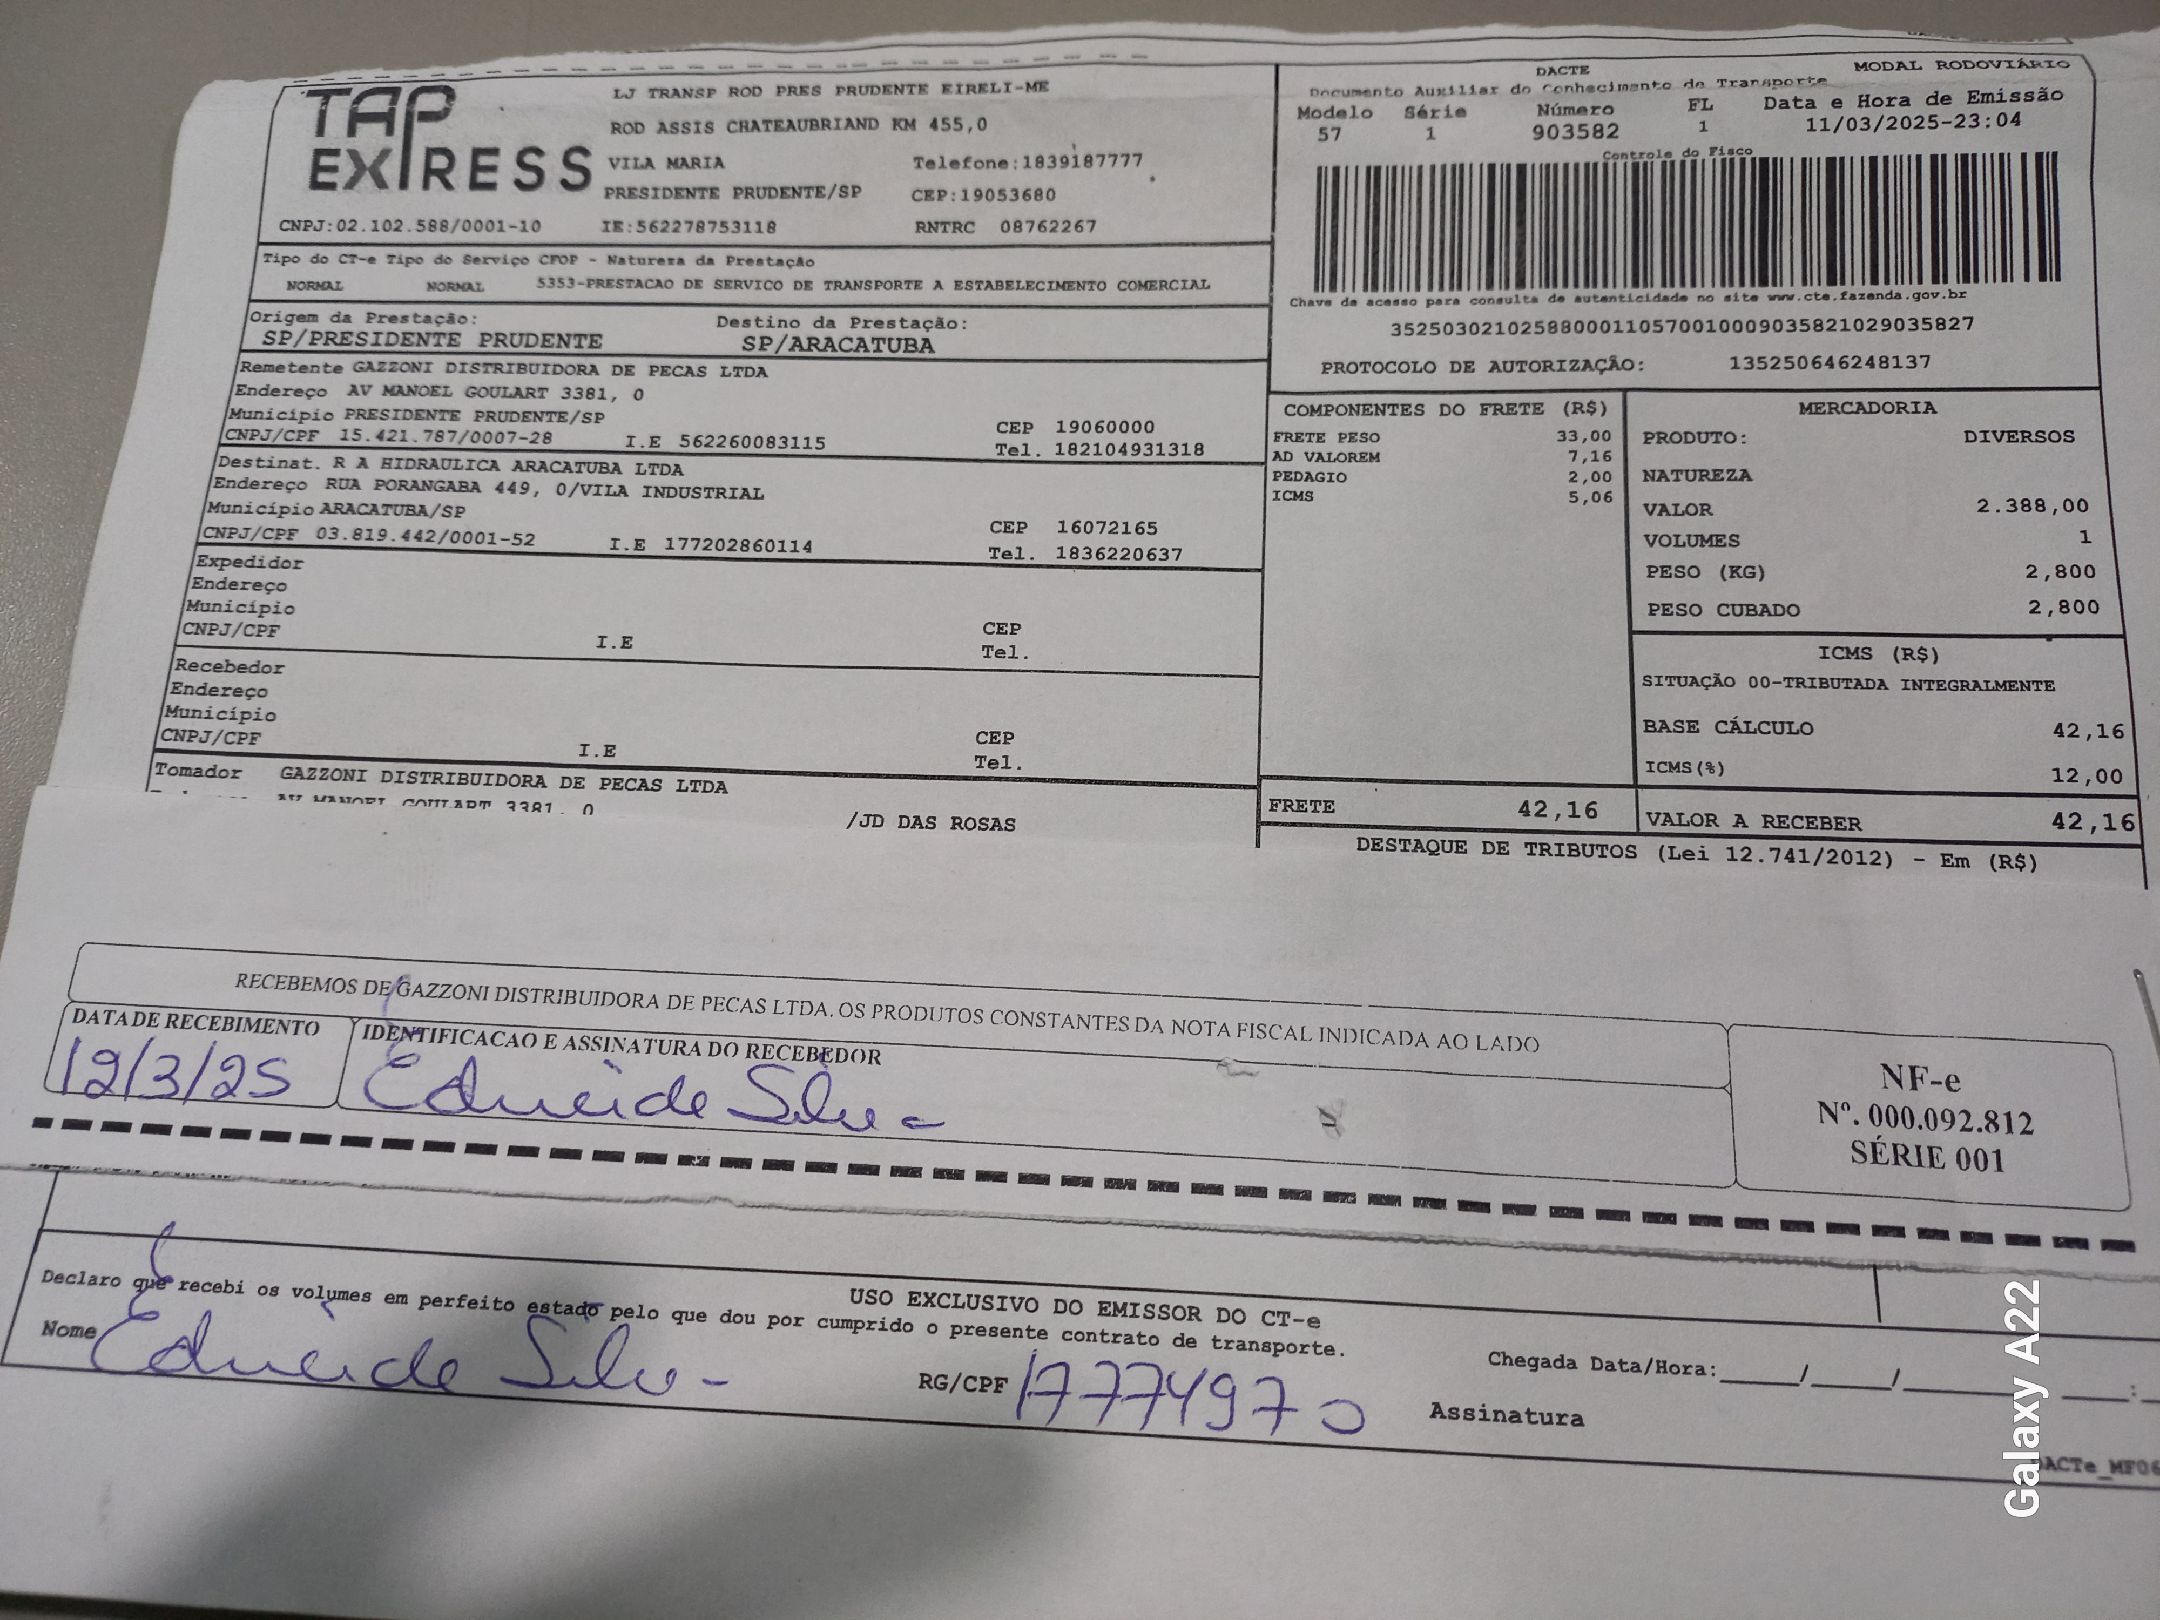 TAP EXPRESS
LJ TRANSP ROD PRES PRUDENTE EIRELI-ME
ROD ASSIS CHATEAUBRIAND KM 455,0
VILA MARIA Telefone:1839187777
PRESIDENTE PRUDENTE/SP CEP:19053680
CNPJ:02.102.588/0001-10 IE:562278753118 RNTRC 08762267
Tipo do CT-e Tipo do Serviço CFOP - Natureza da Prestação
NORMAL NORMAL 5353-PRESTACAO DE SERVICO DE TRANSPORTE A ESTABELECIMENTO COMERCIAL
Origem da Prestação: Destino da Prestação:
SP/PRESIDENTE PRUDENTE SP/ARACATUBA
Remetente GAZZONI DISTRIBUIDORA DE PECAS LTDA
Endereço AV MANOEL GOULART 3381, 0
Município PRESIDENTE PRUDENTE/SP CEP 19060000
CNPJ/CPF 15.421.787/0007-28 I.E 562260083115 Tel. 182104931318
Destinat. R A HIDRAULICA ARACATUBA LTDA
Endereço RUA PORANGABA 449, 0/VILA INDUSTRIAL
Município ARACATUBA/SP CEP 16072165
CNPJ/CPF 03.819.442/0001-52 I.E 177202860114 Tel. 1836220637
Expedidor
Endereço
Município CEP
CNPJ/CPF I.E Tel.
Recebedor
Endereço
Município CEP
CNPJ/CPF I.E Tel.
Tomador GAZZONI DISTRIBUIDORA DE PECAS LTDA
AV MANOEL GOULART 3381, 0 /JD DAS ROSAS
DACTE MODAL RODOVIÁRIO
Documento Auxiliar do Conhecimento de Transporte
Modelo Série Número FL Data e Hora de Emissão
57 1 903582 1 11/03/2025-23:04
Controle do Fisco
Chave de acesso para consulta de autenticidade no site www.cte.fazenda.gov.br
35250302102588000110570010009035821029035827
PROTOCOLO DE AUTORIZAÇÃO: 135250646248137
COMPONENTES DO FRETE (R$)
FRETE PESO 33,00
AD VALOREM 7,16
PEDAGIO 2,00
ICMS 5,06
FRETE 42,16
MERCADORIA
PRODUTO: DIVERSOS
NATUREZA
VALOR 2.388,00
VOLUMES 1
PESO (KG) 2,800
PESO CUBADO 2,800
ICMS (R$)
SITUAÇÃO 00-TRIBUTADA INTEGRALMENTE
BASE CÁLCULO 42,16
ICMS(%) 12,00
VALOR A RECEBER 42,16
DESTAQUE DE TRIBUTOS (Lei 12.741/2012) - Em (R$)
RECEBEMOS DE GAZZONI DISTRIBUIDORA DE PECAS LTDA. OS PRODUTOS CONSTANTES DA NOTA FISCAL INDICADA AO LADO
DATA DE RECEBIMENTO IDENTIFICACAO E ASSINATURA DO RECEBEDOR
12/3/25 Edneide Silva
NF-e
Nº. 000.092.812
SÉRIE 001
USO EXCLUSIVO DO EMISSOR DO CT-e
Declaro que recebi os volumes em perfeito estado pelo que dou por cumprido o presente contrato de transporte.
Nome Edneide Silva RG/CPF 17774970 Chegada Data/Hora:_____/_____/_______ ____:
Assinatura
DACTe_MF06
Galaxy A22